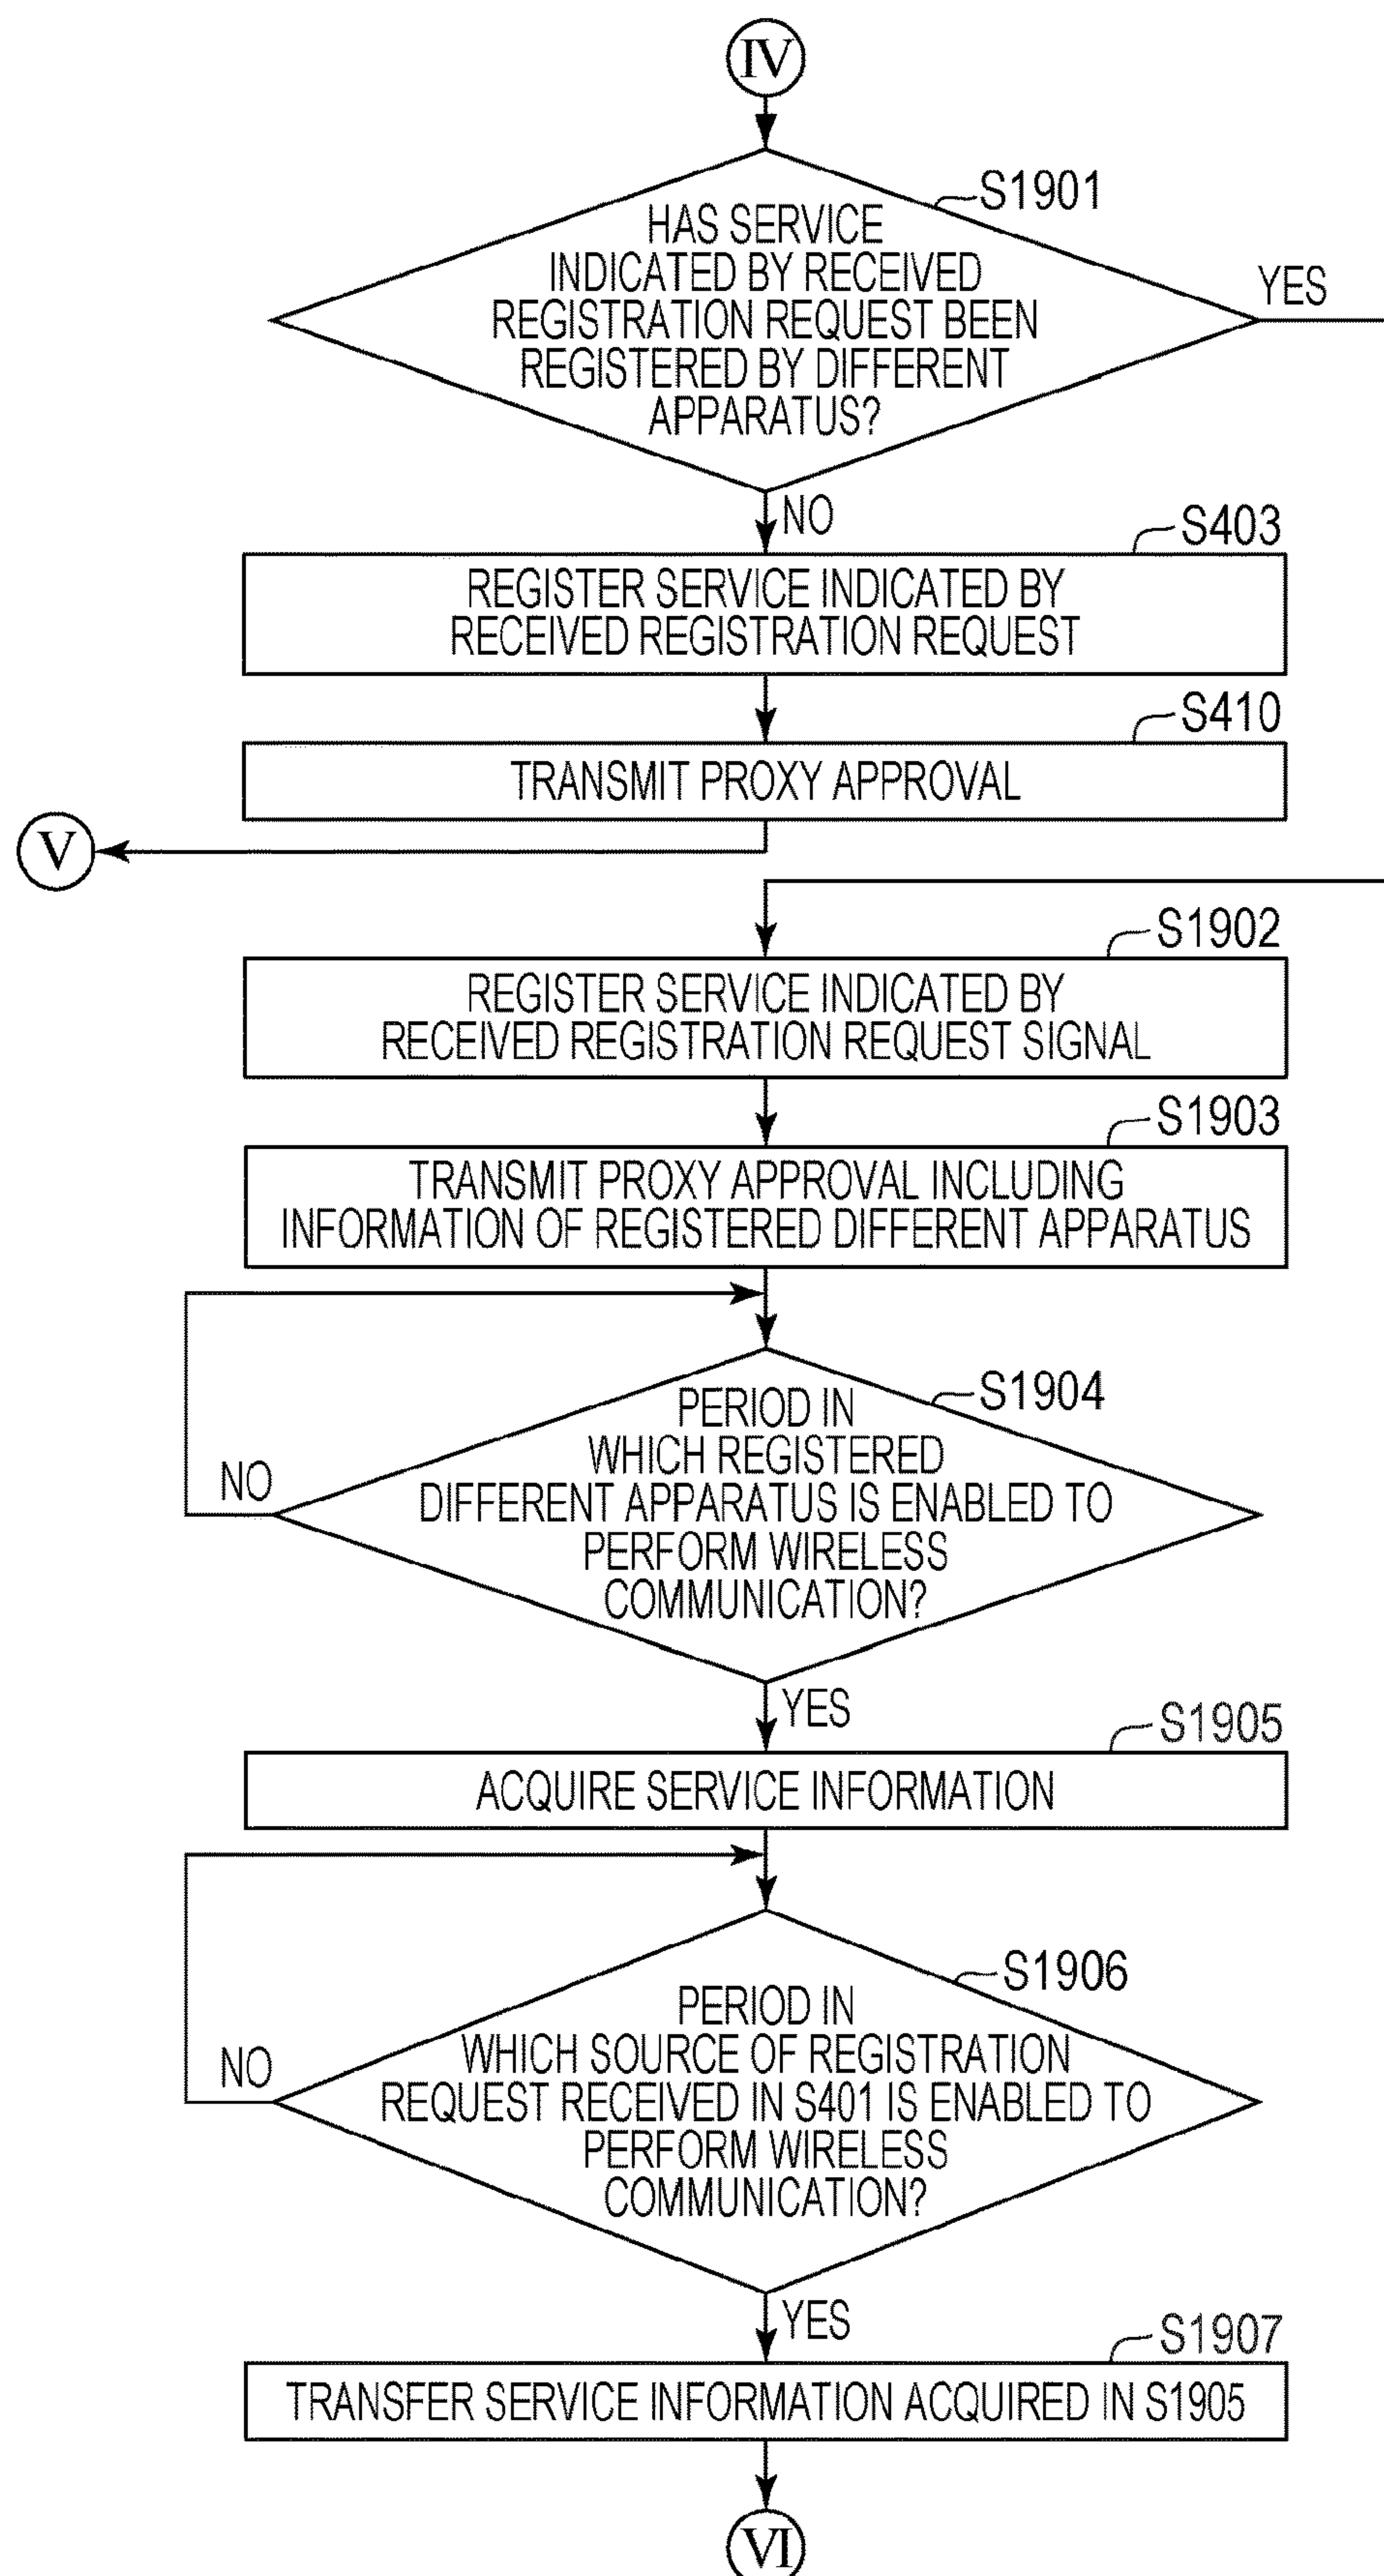 IV
S1901
HAS SERVICE
INDICATED BY RECEIVED
REGISTRATION REQUEST BEEN
REGISTERED BY DIFFERENT
APPARATUS?
YES
NO
S403
REGISTER SERVICE INDICATED BY
RECEIVED REGISTRATION REQUEST
S410
TRANSMIT PROXY APPROVAL
V
S1902
REGISTER SERVICE INDICATED BY
RECEIVED REGISTRATION REQUEST SIGNAL
S1903
TRANSMIT PROXY APPROVAL INCLUDING
INFORMATION OF REGISTERED DIFFERENT APPARATUS
S1904
PERIOD IN
WHICH REGISTERED
DIFFERENT APPARATUS IS ENABLED TO
PERFORM WIRELESS
COMMUNICATION?
NO
YES
S1905
ACQUIRE SERVICE INFORMATION
S1906
PERIOD IN
WHICH SOURCE OF REGISTRATION
REQUEST RECEIVED IN S401 IS ENABLED TO
PERFORM WIRELESS
COMMUNICATION?
NO
YES
S1907
TRANSFER SERVICE INFORMATION ACQUIRED IN S1905
VI